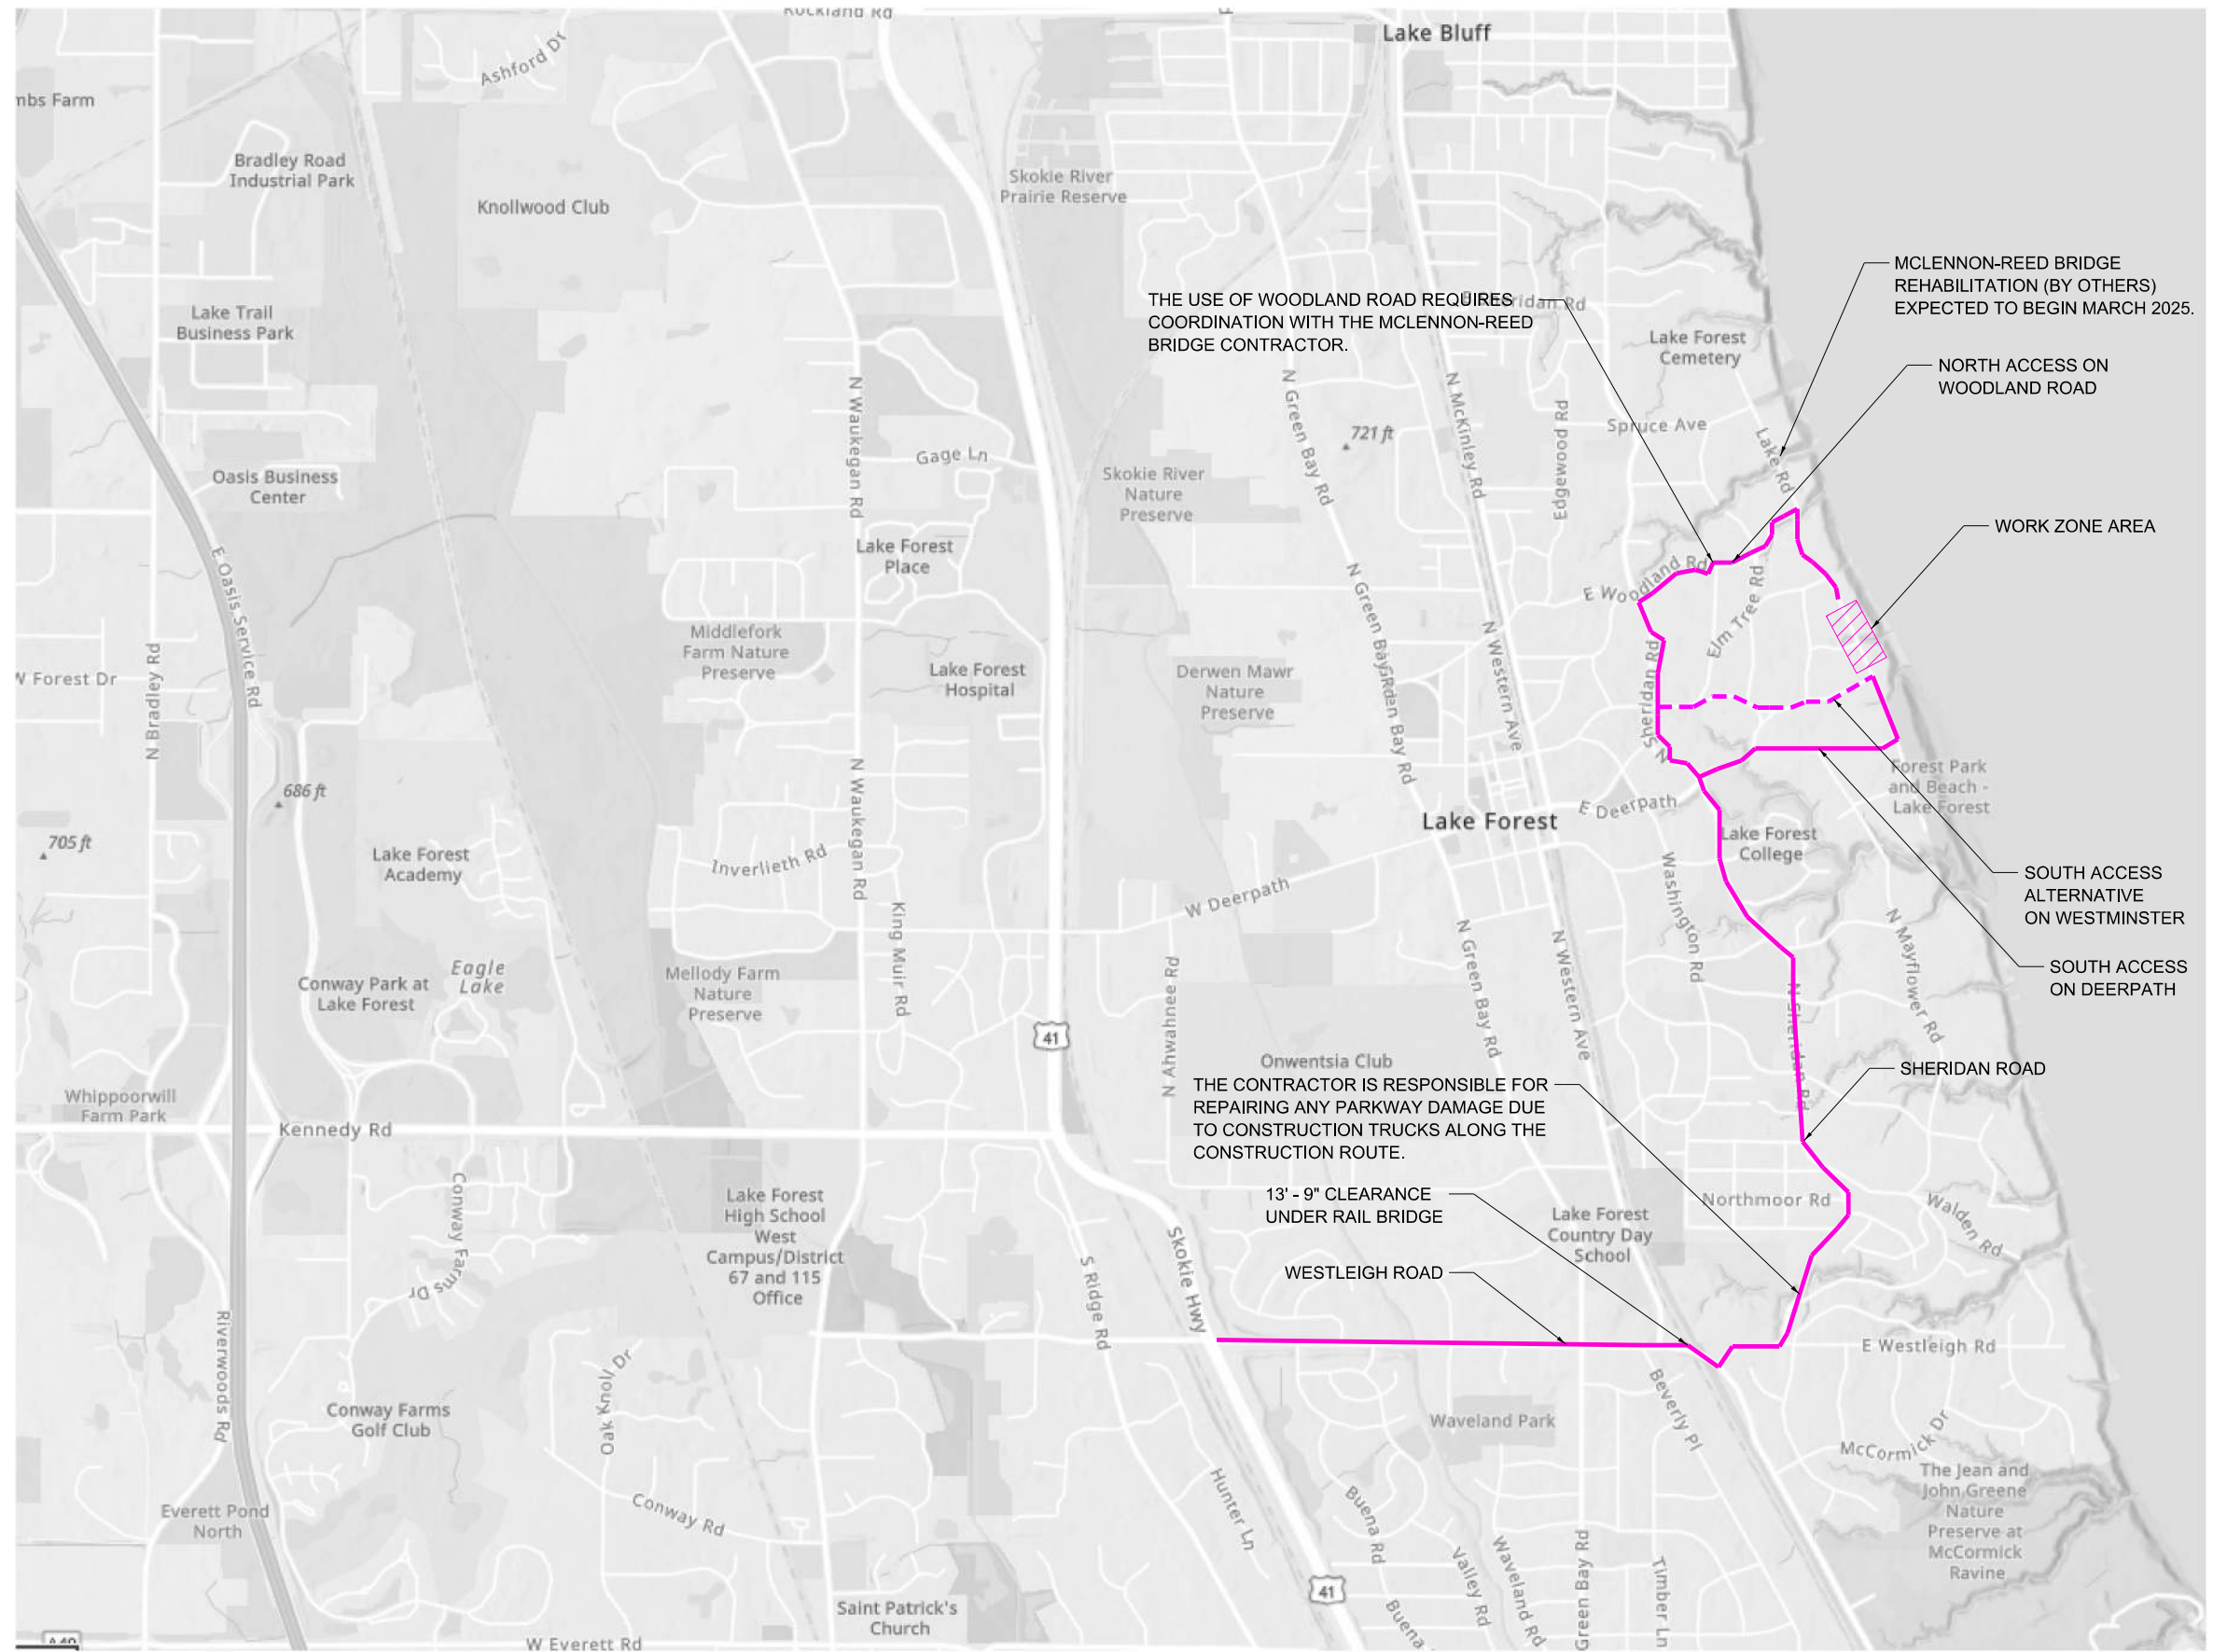 Rockland Rd
Lake Bluff
Ashford Dr
mbs Farm
Bradley Road
Industrial Park
Knollwood Club
Skokie River
Prairie Reserve
MCLENNON-REED BRIDGE
REHABILITATION (BY OTHERS)
EXPECTED TO BEGIN MARCH 2025.
THE USE OF WOODLAND ROAD REQUIRES
COORDINATION WITH THE MCLENNON-REED
BRIDGE CONTRACTOR.
Sheridan Rd
Lake Trail
Business Park
Lake Forest
Cemetery
NORTH ACCESS ON
WOODLAND ROAD
N Waukegan Rd
N Green Bay Rd
N McKinley Rd
Edgewood Rd
721 ft
Spruce Ave
Lake Rd
Gage Ln
Oasis Business
Center
Skokie River
Nature
Preserve
WORK ZONE AREA
E Oasis Service Rd
Lake Forest
Place
N Green Bay Rd
E Woodland Rd
Elm Tree Rd
Middlefork
Farm Nature
Preserve
N Western Ave
N Bradley Rd
W Forest Dr
Lake Forest
Hospital
Derwen Mawr
Nature
Preserve
N Green Bay Rd
N Sheridan Rd
686 ft
N Waukegan Rd
Forest Park
and Beach -
Lake Forest
705 ft
Lake Forest
E Deerpath
Lake Forest
College
Lake Forest
Academy
Inverlieth Rd
Washington Rd
SOUTH ACCESS
ALTERNATIVE
ON WESTMINSTER
W Deerpath
King Muir Rd
N Green Bay Rd
N Western Ave
N Mayflower Rd
SOUTH ACCESS
ON DEERPATH
Eagle
Lake
Conway Park at
Lake Forest
Mellody Farm
Nature
Preserve
N Ahwahnee Rd
N Sheridan Rd
41
Onwentsia Club
SHERIDAN ROAD
THE CONTRACTOR IS RESPONSIBLE FOR
REPAIRING ANY PARKWAY DAMAGE DUE
TO CONSTRUCTION TRUCKS ALONG THE
CONSTRUCTION ROUTE.
Whippoorwill
Farm Park
Kennedy Rd
Conway Farms Dr
Lake Forest
High School
West
Campus/District
67 and 115
Office
13' - 9" CLEARANCE
UNDER RAIL BRIDGE
Northmoor Rd
Walden Rd
Lake Forest
Country Day
School
Skokie Hwy
S Ridge Rd
WESTLEIGH ROAD
E Westleigh Rd
Riverwoods Rd
Oak Knoll Dr
Beverly Pl
Conway Farms
Golf Club
Waveland Park
McCormick Dr
The Jean and
John Greene
Nature
Preserve at
McCormick
Ravine
Everett Pond
North
Conway Rd
Hunter Ln
Buena Rd
Valley Rd
Waveland Rd
Green Bay Rd
Timber Ln
41
Saint Patrick's
Church
Buena
W Everett Rd